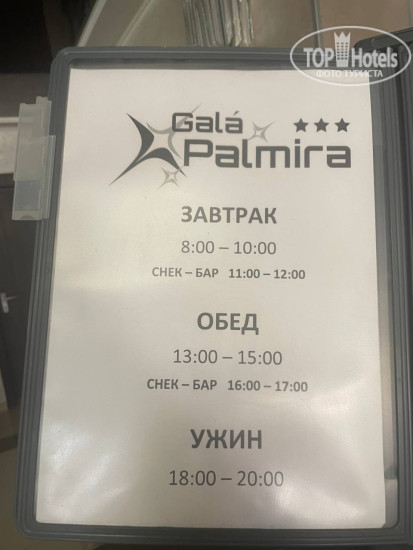 TOP Hotels
ФОТО ТУРИСТА
Galá
Palmira
ЗАВТРАК
8:00 – 10:00
СНЕК – БАР 11:00 – 12:00
ОБЕД
13:00 – 15:00
СНЕК – БАР 16:00 – 17:00
УЖИН
18:00 – 20:00